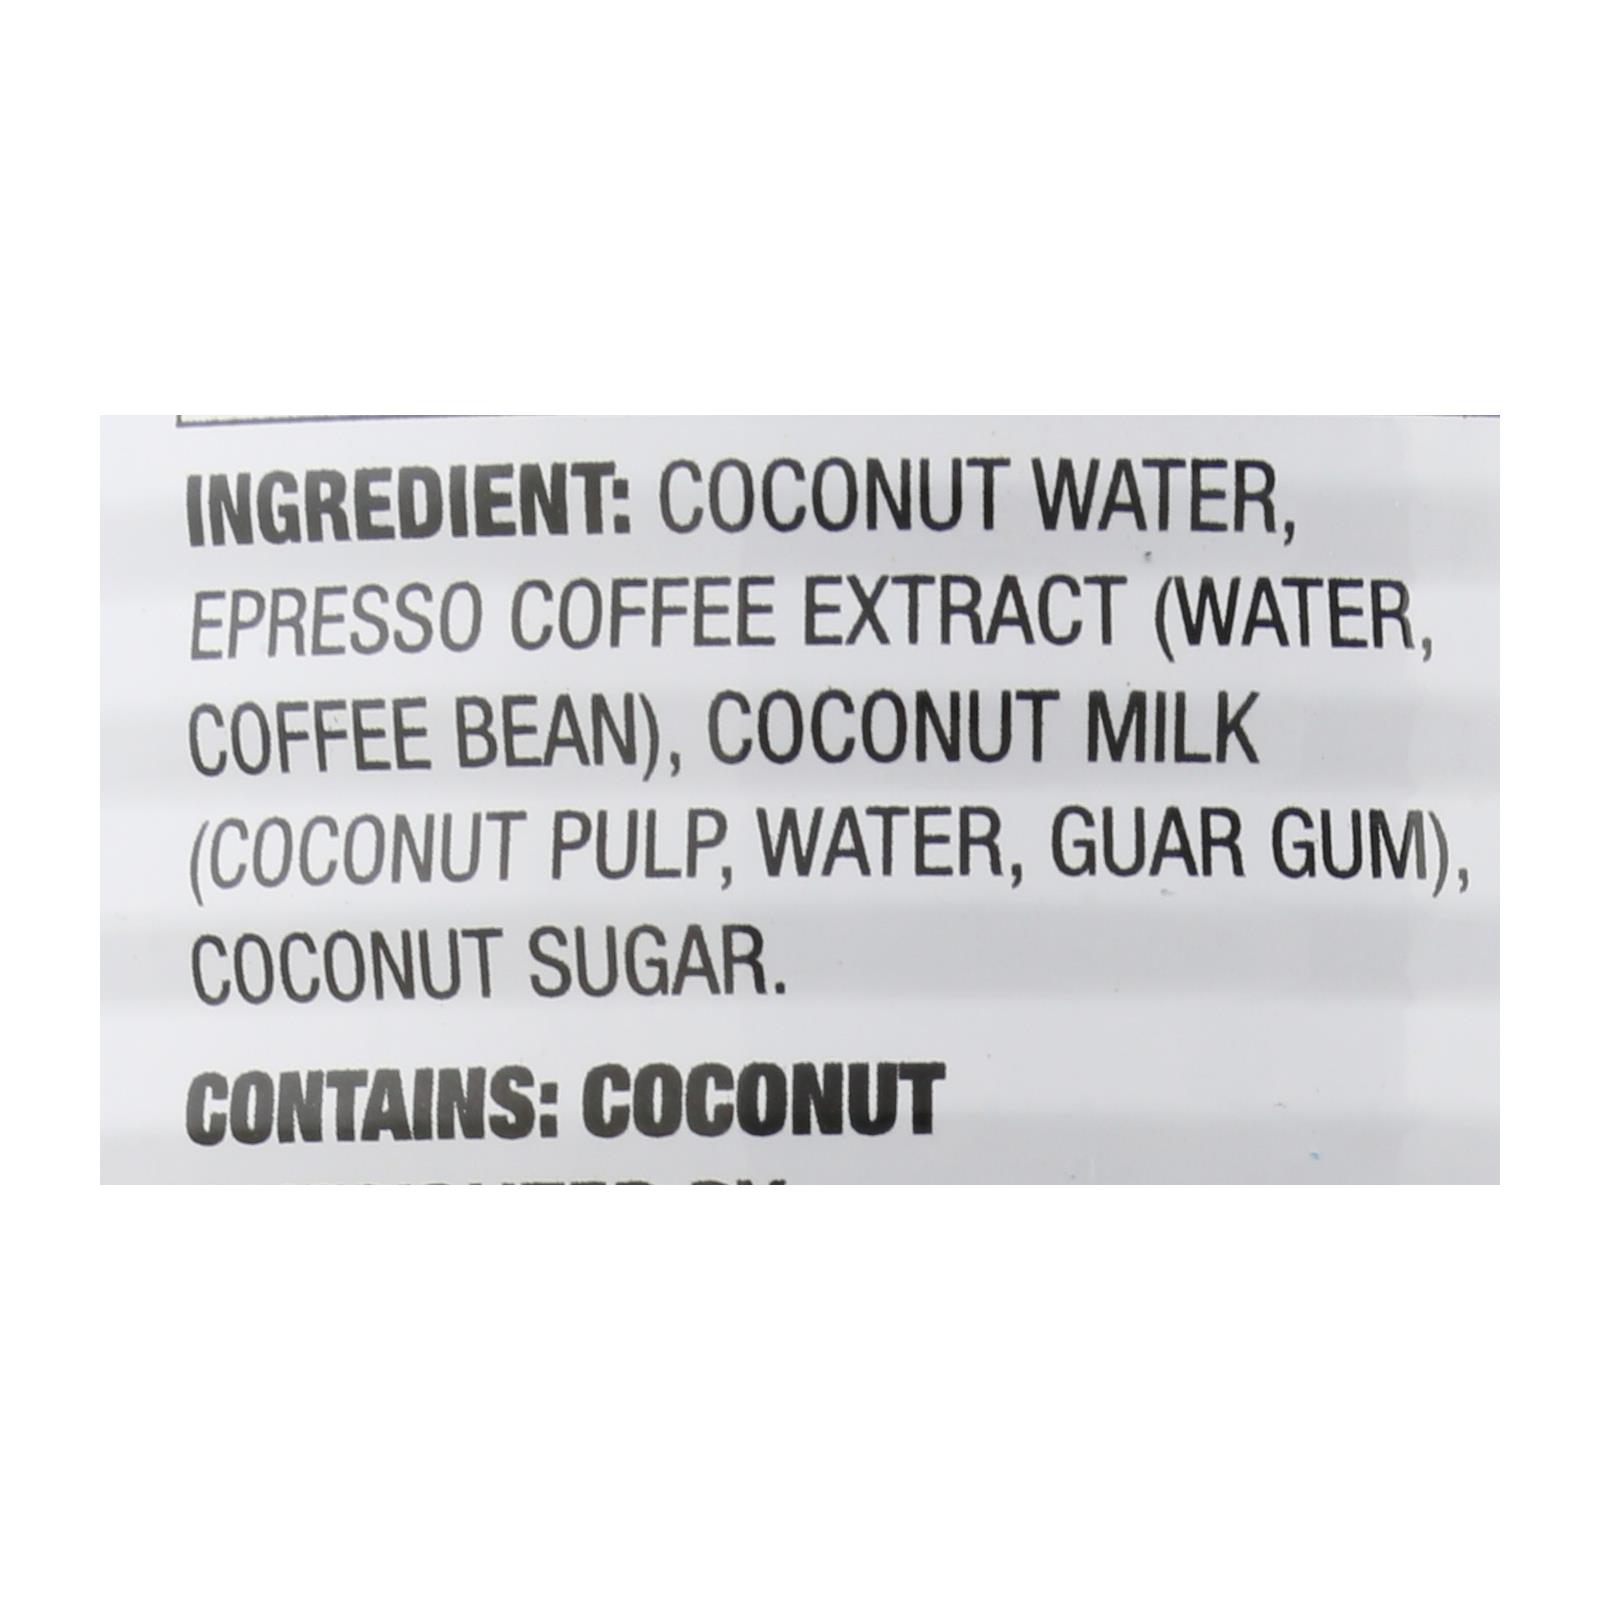 INGREDIENT: COCONUT WATER,
EPRESSO COFFEE EXTRACT (WATER,
COFFEE BEAN), COCONUT MILK
(COCONUT PULP, WATER, GUAR GUM),
COCONUT SUGAR.
CONTAINS: COCONUT